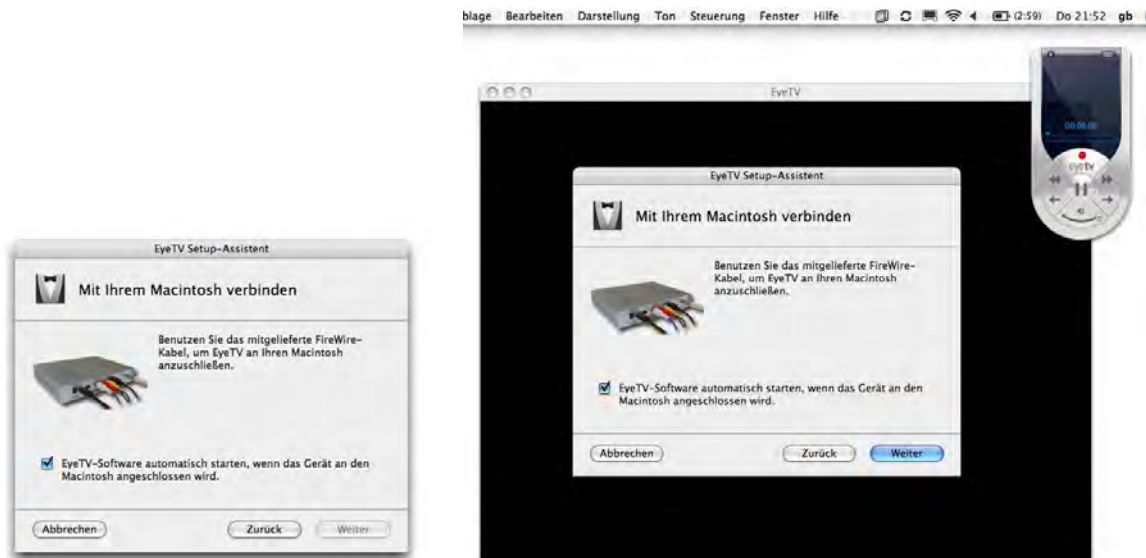 blage Bearbeiten Darstellung Ton Steuerung Fenster Hilfe (2:59) Do 21:52 gb
EyeTV
00:00:00
eyetv
EyeTV Setup-Assistent
Mit Ihrem Macintosh verbinden
Benutzen Sie das mitgelieferte FireWire-
Kabel, um EyeTV an Ihren Macintosh
anzuschließen.
EyeTV-Software automatisch starten, wenn das Gerät an den
Macintosh angeschlossen wird.
Abbrechen Zurück Weiter
EyeTV Setup-Assistent
Mit Ihrem Macintosh verbinden
Benutzen Sie das mitgelieferte FireWire-
Kabel, um EyeTV an Ihren Macintosh
anzuschließen.
EyeTV-Software automatisch starten, wenn das Gerät an den
Macintosh angeschlossen wird.
Abbrechen Zurück Weiter